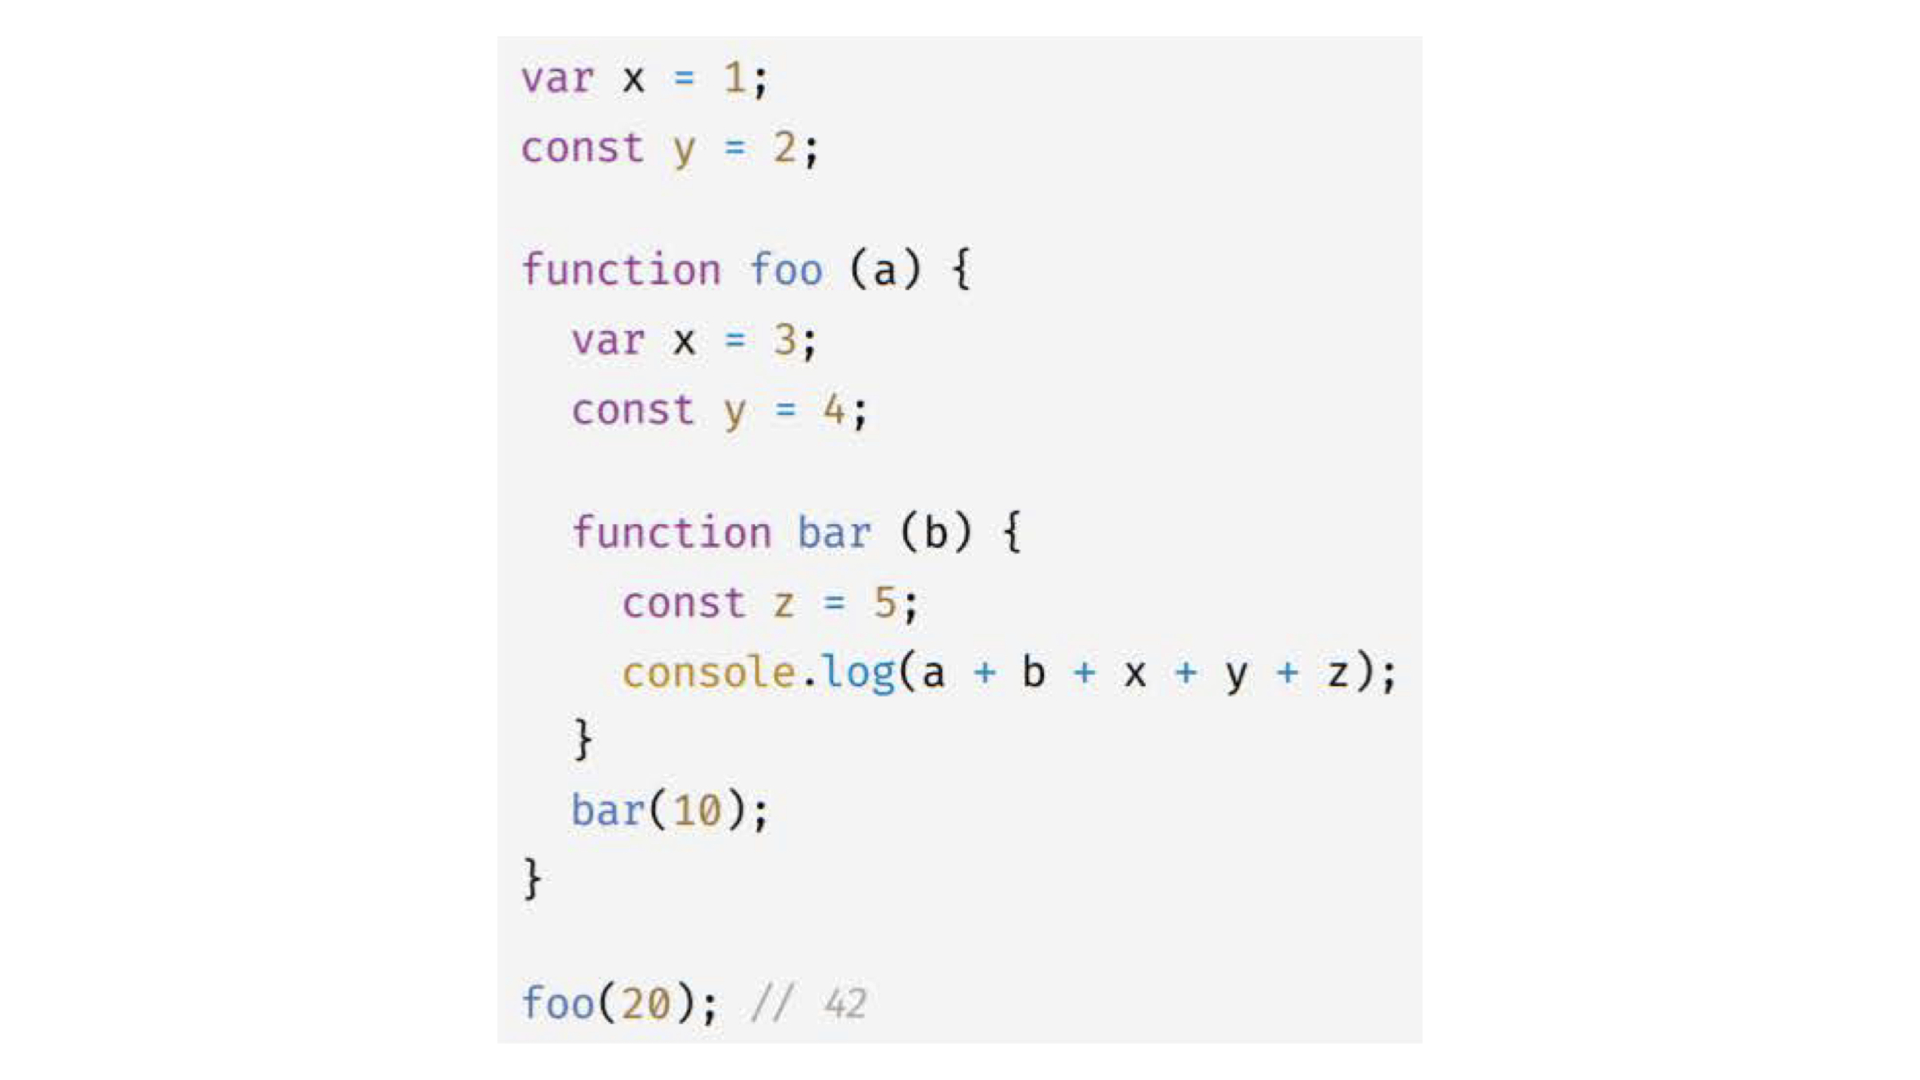 var x = 1;
const y = 2;

function foo (a) {
  var x = 3;
  const y = 4;

  function bar (b) {
    const z = 5;
    console.log(a + b + x + y + z);
  }
  bar(10);
}

foo(20); // 42